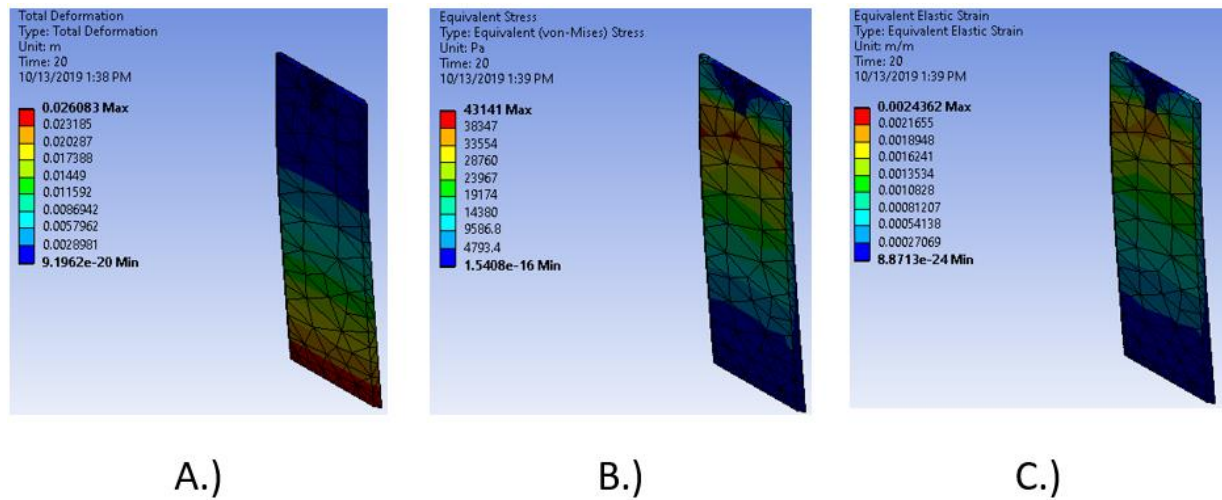 Total Deformation
Type: Total Deformation
Unit: m
Time: 20
10/13/2019 1:38 PM
0.026083 Max
0.023185
0.020287
0.017388
0.01449
0.011592
0.0086942
0.0057962
0.0028981
9.1962e-20 Min
Equivalent Stress
Type: Equivalent (von-Mises) Stress
Unit: Pa
Time: 20
10/13/2019 1:39 PM
43141 Max
38347
33554
28760
23967
19174
14380
9586.8
4793.4
1.5408e-16 Min
Equivalent Elastic Strain
Type: Equivalent Elastic Strain
Unit: m/m
Time: 20
10/13/2019 1:39 PM
0.0024362 Max
0.0021655
0.0018948
0.0016241
0.0013534
0.0010828
0.00081207
0.00054138
0.00027069
8.8713e-24 Min
A.)
B.)
C.)